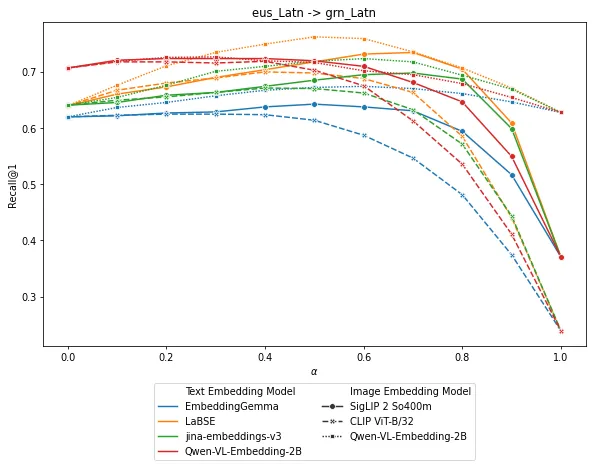 eus_Latn -> grn_Latn
Recall@1
0.7
0.6
0.5
0.4
0.3
0.0
0.2
0.4
0.6
0.8
1.0
α
Text Embedding Model
EmbeddingGemma
LaBSE
jina-embeddings-v3
Qwen-VL-Embedding-2B
Image Embedding Model
SigLIP 2 So400m
CLIP ViT-B/32
Qwen-VL-Embedding-2B